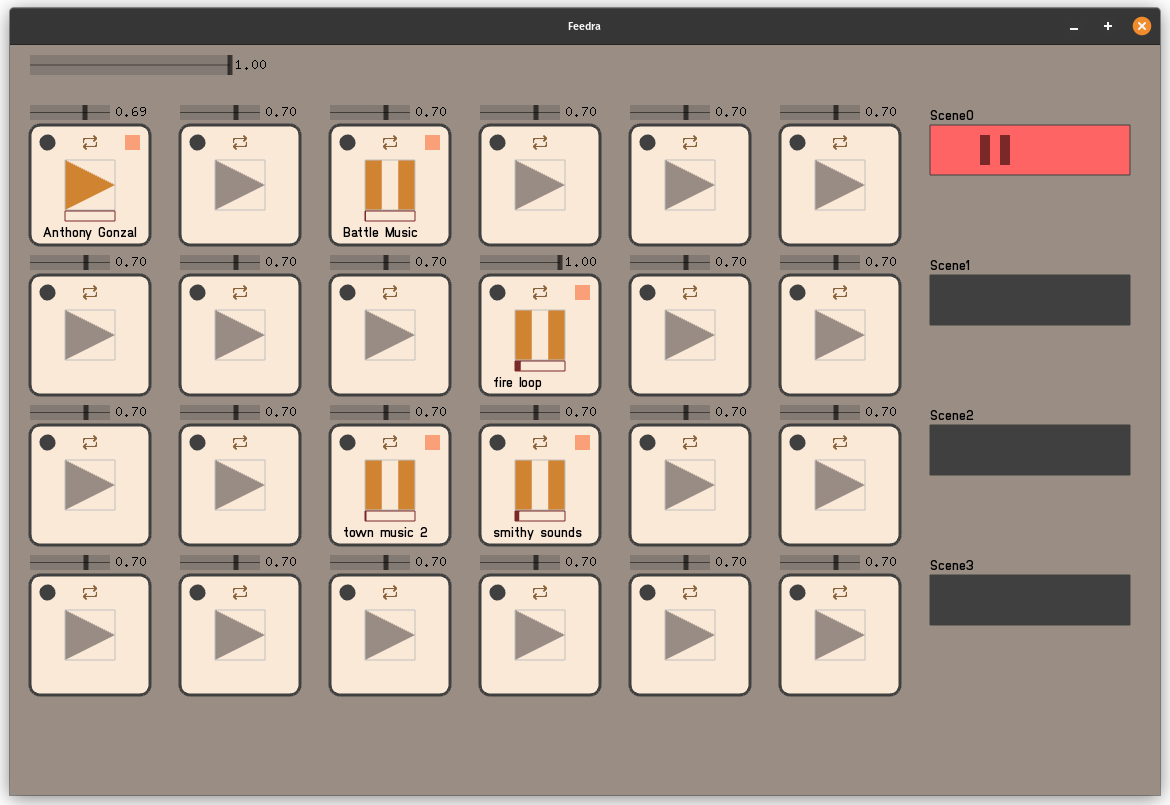 Feedra
1.00
0.69 0.70 0.70 0.70 0.70 0.70
Scene0
Anthony Gonzal Battle Music
0.70 0.70 0.70 1.00 0.70 0.70
Scene1
fire loop
0.70 0.70 0.70 0.70 0.70 0.70
Scene2
town music 2 smithy sounds
0.70 0.70 0.70 0.70 0.70 0.70
Scene3